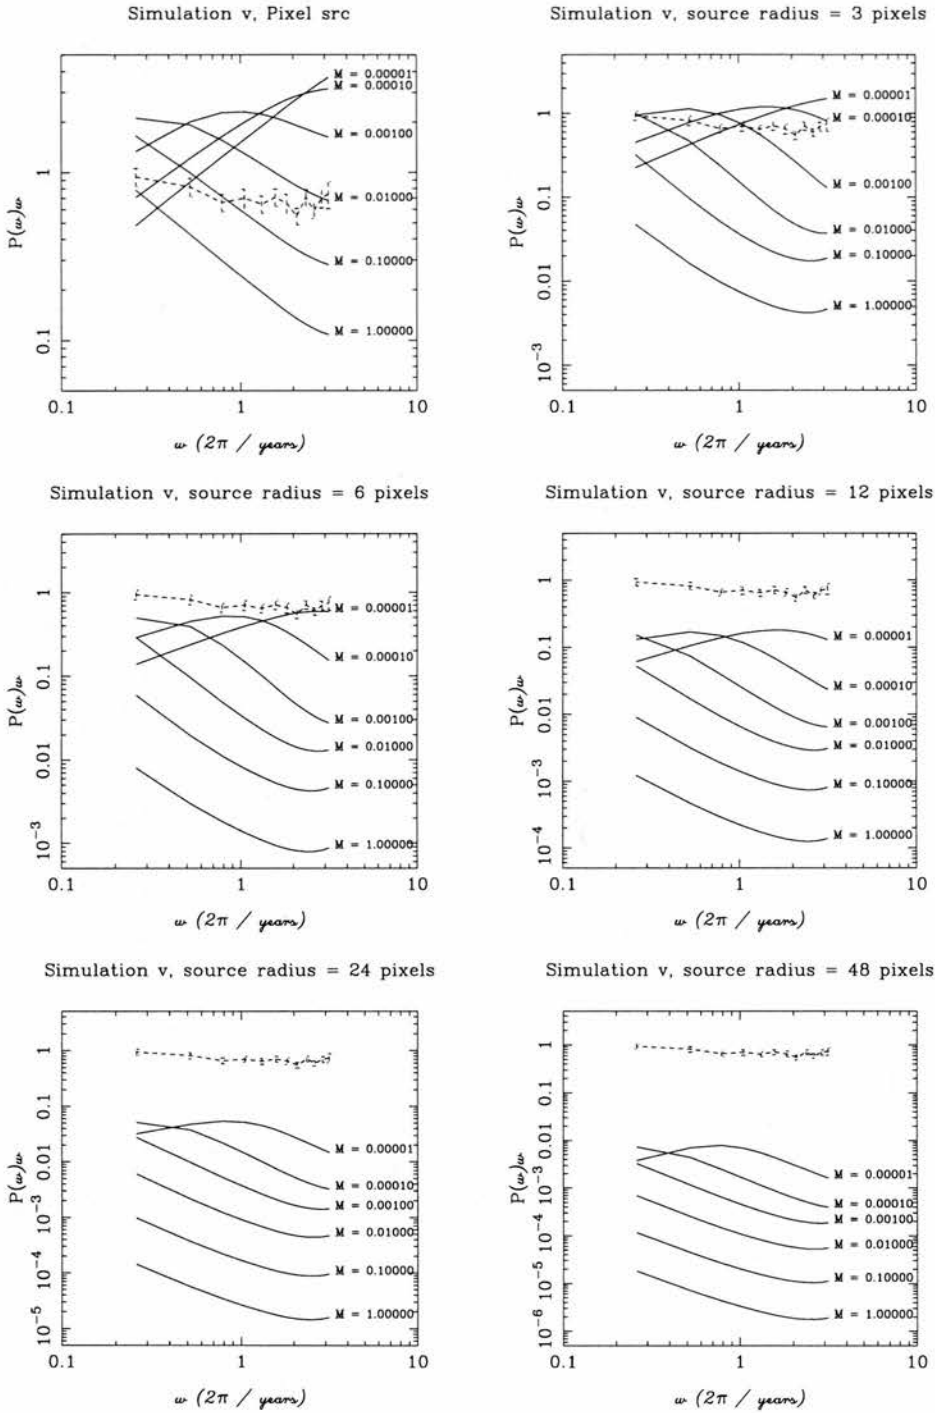 Simulation v, Pixel src
P(w)w
1
0.1
M = 0.00001
M = 0.00010
M = 0.00100
M = 0.01000
M = 0.10000
M = 1.00000
0.1
1
10
w (2π / years)
Simulation v, source radius = 3 pixels
P(w)w
1
0.1
0.01
10⁻³
M = 0.00001
M = 0.00010
M = 0.00100
M = 0.01000
M = 0.10000
M = 1.00000
0.1
1
10
w (2π / years)
Simulation v, source radius = 6 pixels
P(w)w
1
0.1
0.01
10⁻³
M = 0.00001
M = 0.00010
M = 0.00100
M = 0.01000
M = 0.10000
M = 1.00000
0.1
1
10
w (2π / years)
Simulation v, source radius = 12 pixels
P(w)w
1
0.1
0.01
10⁻³
10⁻⁴
M = 0.00001
M = 0.00010
M = 0.00100
M = 0.01000
M = 0.10000
M = 1.00000
0.1
1
10
w (2π / years)
Simulation v, source radius = 24 pixels
P(w)w
1
0.1
0.01
10⁻³
10⁻⁴
10⁻⁵
M = 0.00001
M = 0.00010
M = 0.00100
M = 0.01000
M = 0.10000
M = 1.00000
0.1
1
10
w (2π / years)
Simulation v, source radius = 48 pixels
P(w)w
1
0.1
0.01
10⁻³
10⁻⁴
10⁻⁵
10⁻⁶
M = 0.00001
M = 0.00010
M = 0.00100
M = 0.01000
M = 0.10000
M = 1.00000
0.1
1
10
w (2π / years)